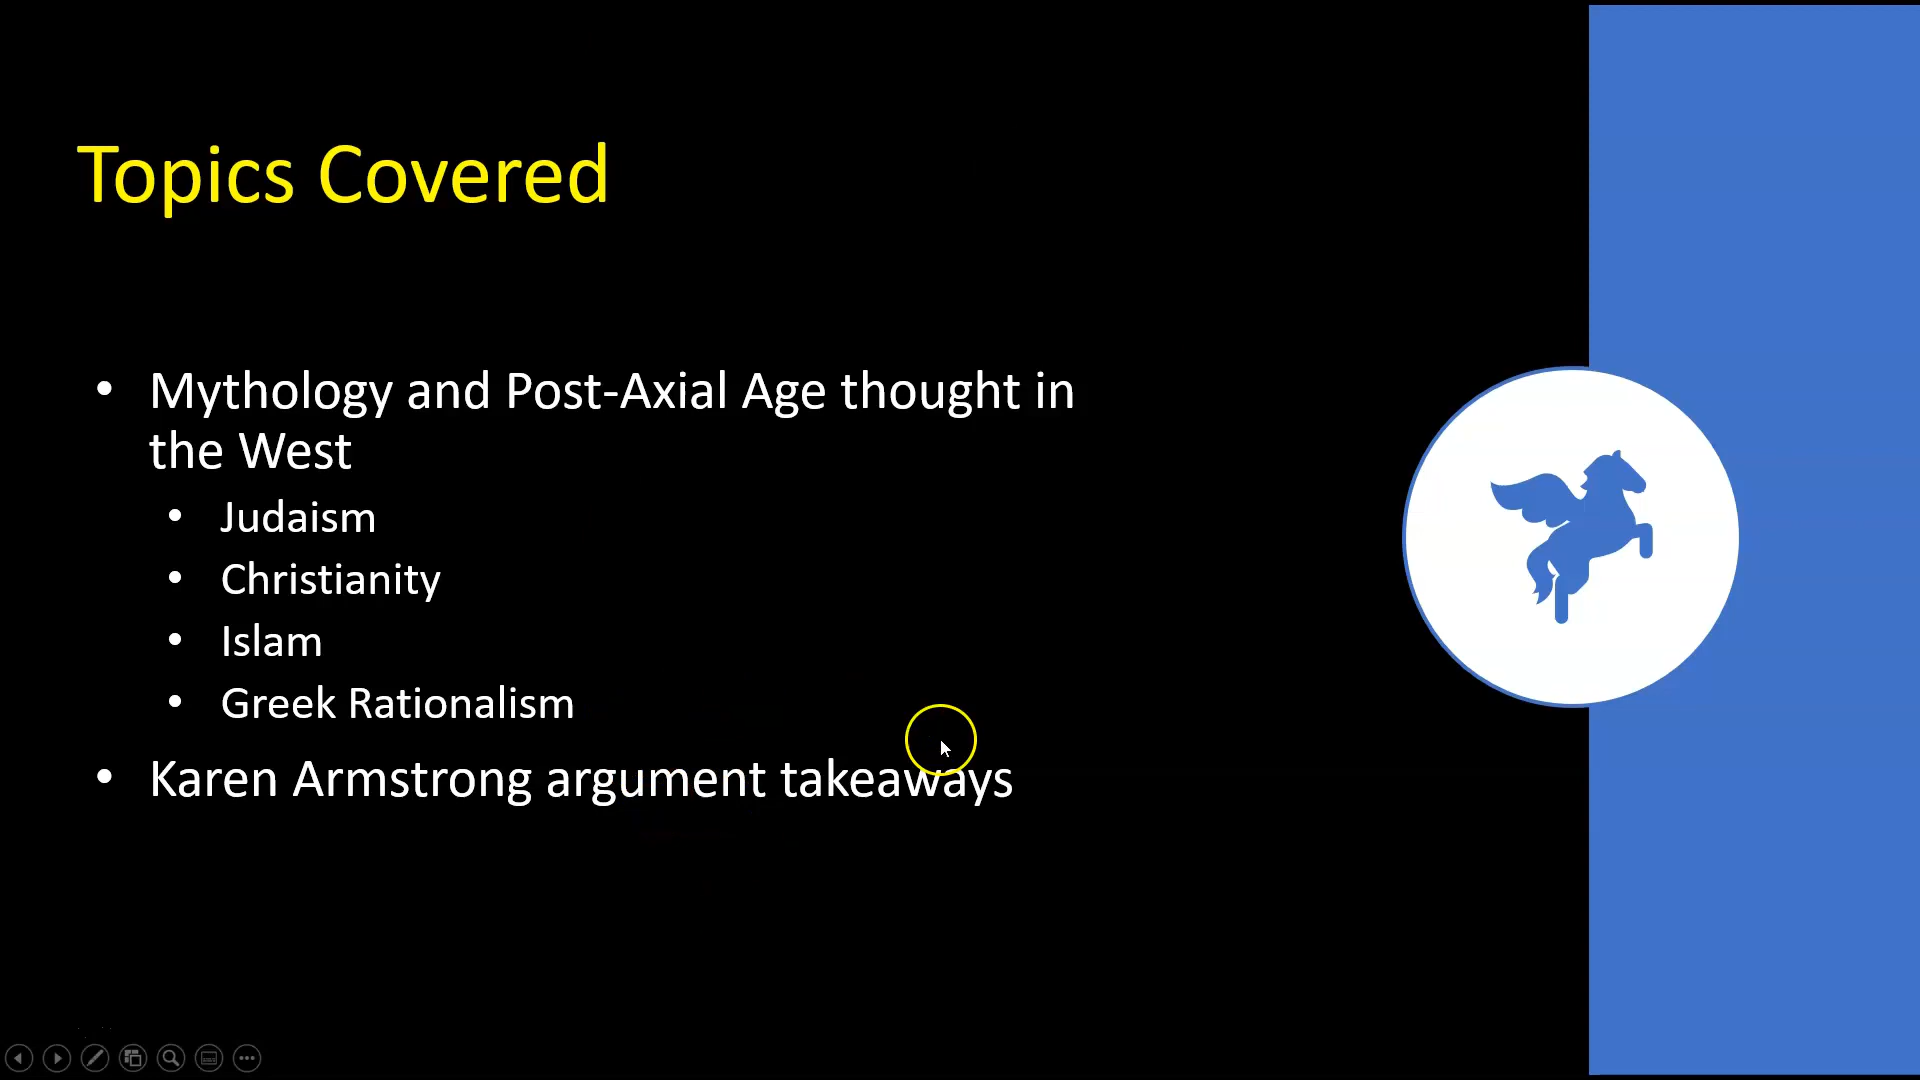 Topics Covered
• Mythology and Post-Axial Age thought in
the West
• Judaism
• Christianity
• Islam
• Greek Rationalism
• Karen Armstrong argument takeaways